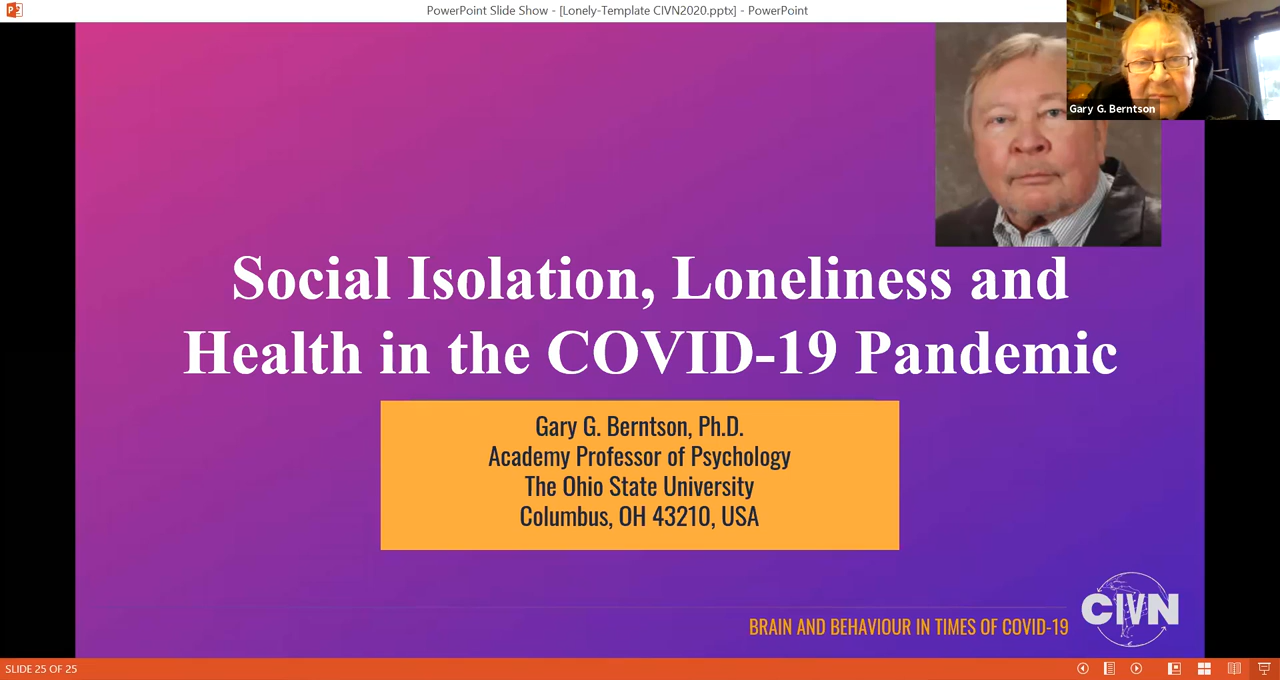 PowerPoint Slide Show - [Lonely-Template CIVN2020.pptx] - PowerPoint
Gary G. Berntson
Social Isolation, Loneliness and
Health in the COVID-19 Pandemic
Gary G. Berntson, Ph.D.
Academy Professor of Psychology
The Ohio State University
Columbus, OH 43210, USA
BRAIN AND BEHAVIOUR IN TIMES OF COVID-19
CIVN
SLIDE 25 OF 25